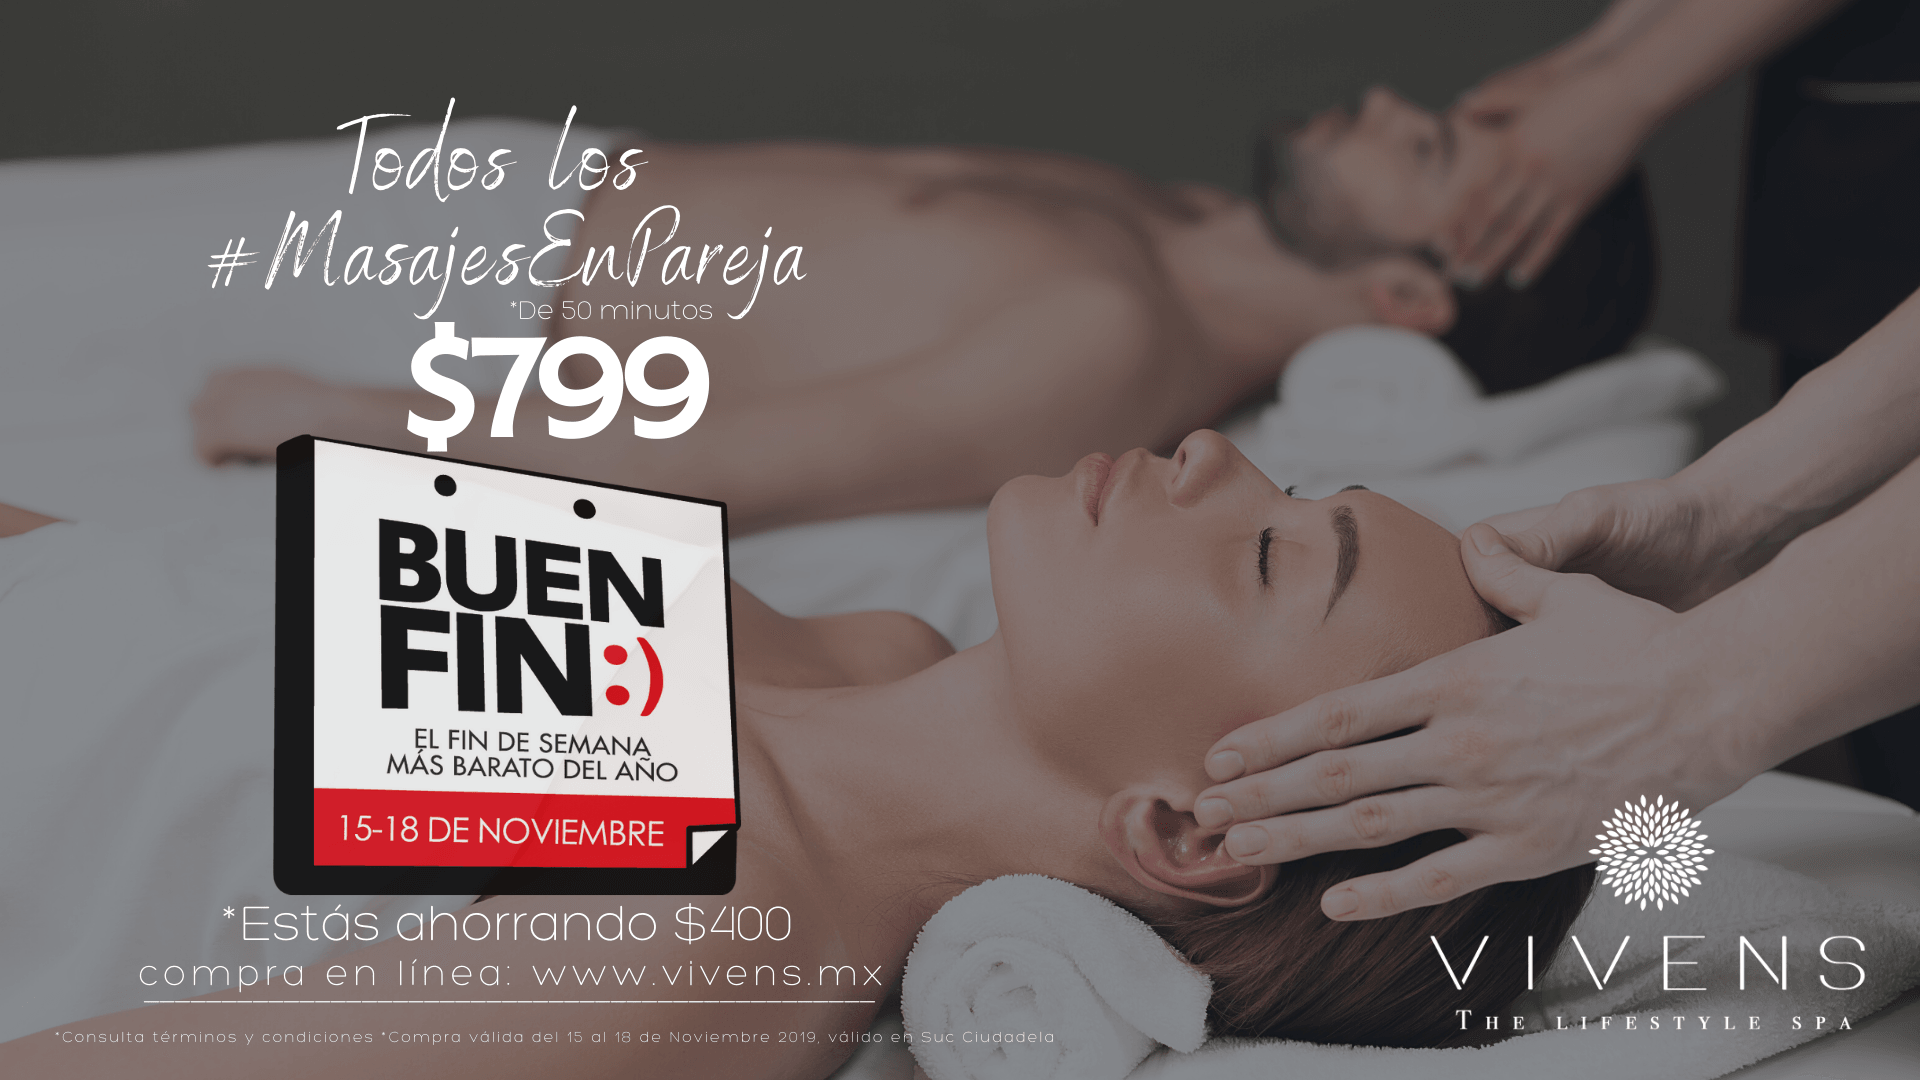 Todos los
#MasajesEnPareja
*De 50 minutos
$799
BUEN
FIN:)
EL FIN DE SEMANA
MÁS BARATO DEL AÑO
15-18 DE NOVIEMBRE
*Estás ahorrando $400
compra en línea: www.vivens.mx
*Consulta términos y condiciones *Compra válida del 15 al 18 de Noviembre 2019, válido en Suc Ciudadela
VIVENS
THE LIFESTYLE SPA